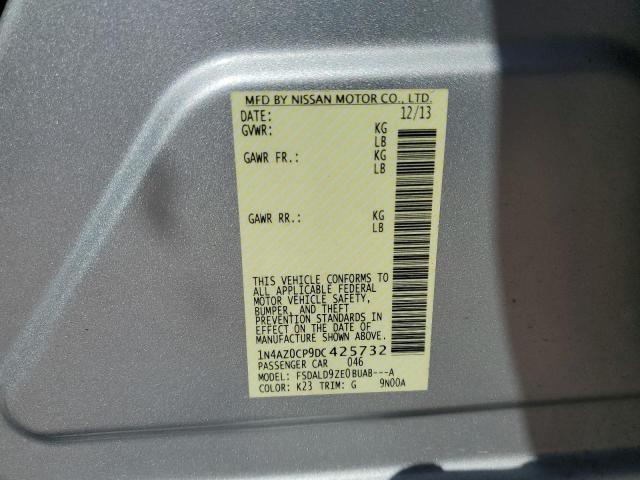 MFD BY NISSAN MOTOR CO., LTD.
DATE: 12/13
GVWR: KG
LB
GAWR FR.: KG
LB
GAWR RR.: KG
LB
THIS VEHICLE CONFORMS TO
ALL APPLICABLE FEDERAL
MOTOR VEHICLE SAFETY,
BUMPER, AND THEFT
PREVENTION STANDARDS IN
EFFECT ON THE DATE OF
MANUFACTURE SHOWN ABOVE.
1N4AZ0CP9DC425732
PASSENGER CAR 046
MODEL: FSDALD9ZE0BUAB---A
COLOR: K23 TRIM: G 9N00A